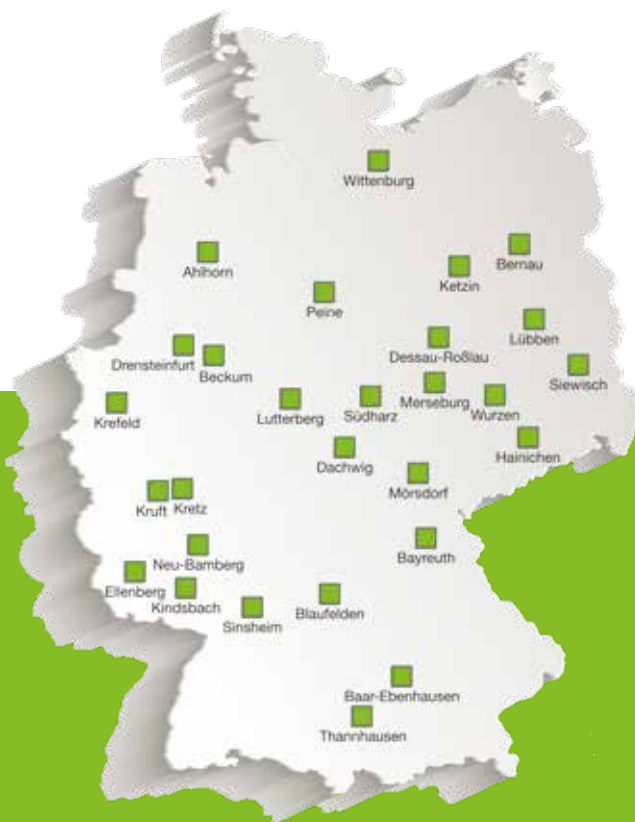 Wittenburg
Ahlhorn
Bernau
Ketzin
Peine
Lübben
Drensteinfurt
Beckum
Dessau-Roßlau
Siewisch
Krefeld
Lutterberg
Südharz
Merseburg
Wurzen
Dachwig
Hainichen
Mörsdorf
Kruft
Kretz
Bayreuth
Neu-Bamberg
Ellenberg
Kindsbach
Sinsheim
Blaufelden
Baar-Ebenhausen
Thannhausen